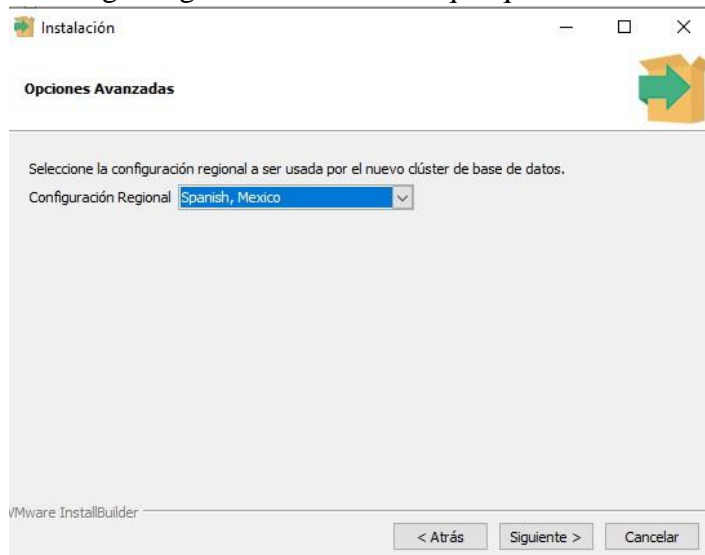 Instalación
Opciones Avanzadas
Seleccione la configuración regional a ser usada por el nuevo clúster de base de datos.
Configuración Regional Spanish, Mexico
VMware InstallBuilder
< Atrás Siguiente > Cancelar